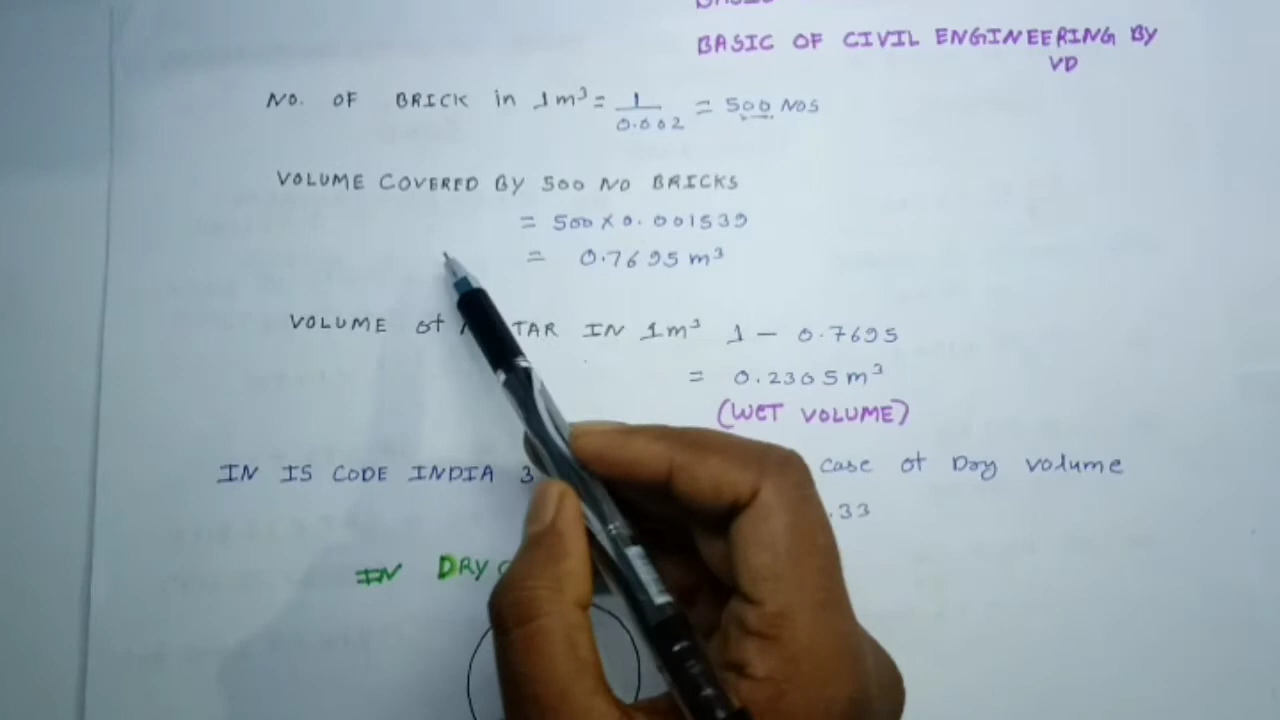 BASIC OF CIVIL ENGINEERING BY
VD
NO. OF BRICK in 1m³ = 1/0.002 = 500 NOS
VOLUME COVERED BY 500 NO BRICKS
= 500 × 0.001539
= 0.7695 m³
VOLUME of TAR IN 1m³ 1 - 0.7695
= 0.2305 m³
(WET VOLUME)
IN IS CODE INDIA 3 case of Dry volume
.33
IN DRY